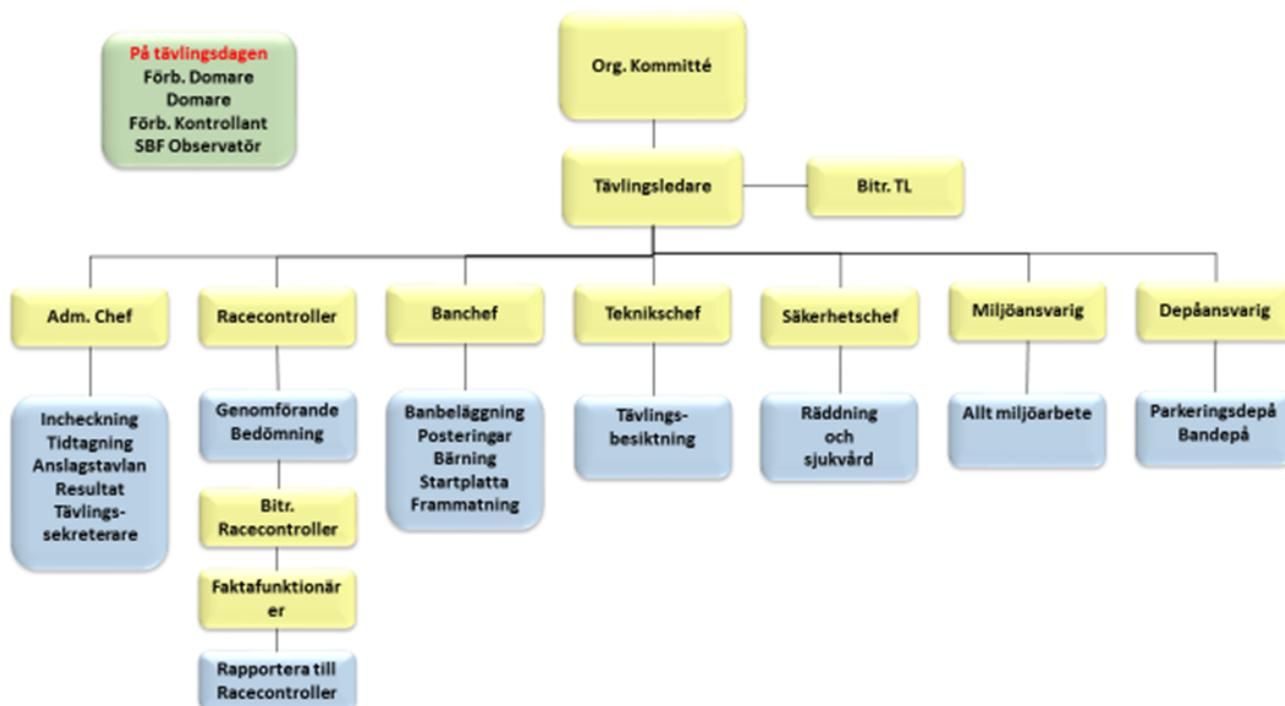 På tävlingsdagen
Förb. Domare
Domare
Förb. Kontrollant
SBF Observatör
Org. Kommitté
Tävlingsledare
Bitr. TL
Adm. Chef
Racecontroller
Banchef
Teknikschef
Säkerhetschef
Miljöansvarig
Depåansvarig
Incheckning
Tidtagning
Anslagstavlan
Resultat
Tävlings-
sekreterare
Genomförande
Bedömning
Bitr.
Racecontroller
Faktafunktionär
er
Rapportera till
Racecontroller
Banbeläggning
Posteringar
Bärning
Startplatta
Frammatning
Tävlings-
besiktning
Räddning
och
sjukvård
Allt miljöarbete
Parkeringsdepå
Bandepå